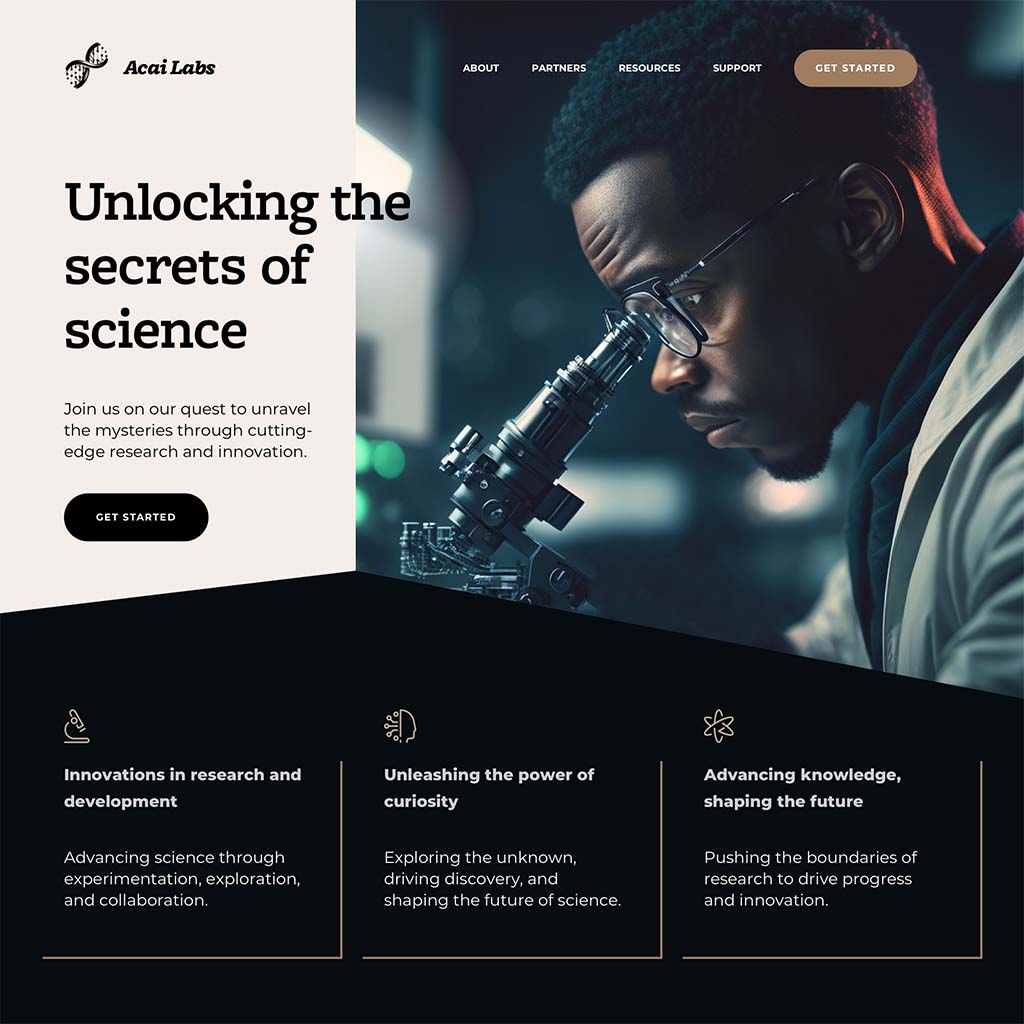 Acai Labs
ABOUT PARTNERS RESOURCES SUPPORT GET STARTED
Unlocking the
secrets of
science
Join us on our quest to unravel
the mysteries through cutting-
edge research and innovation.
GET STARTED
Innovations in research and
development
Advancing science through
experimentation, exploration,
and collaboration.
Unleashing the power of
curiosity
Exploring the unknown,
driving discovery, and
shaping the future of science.
Advancing knowledge,
shaping the future
Pushing the boundaries of
research to drive progress
and innovation.